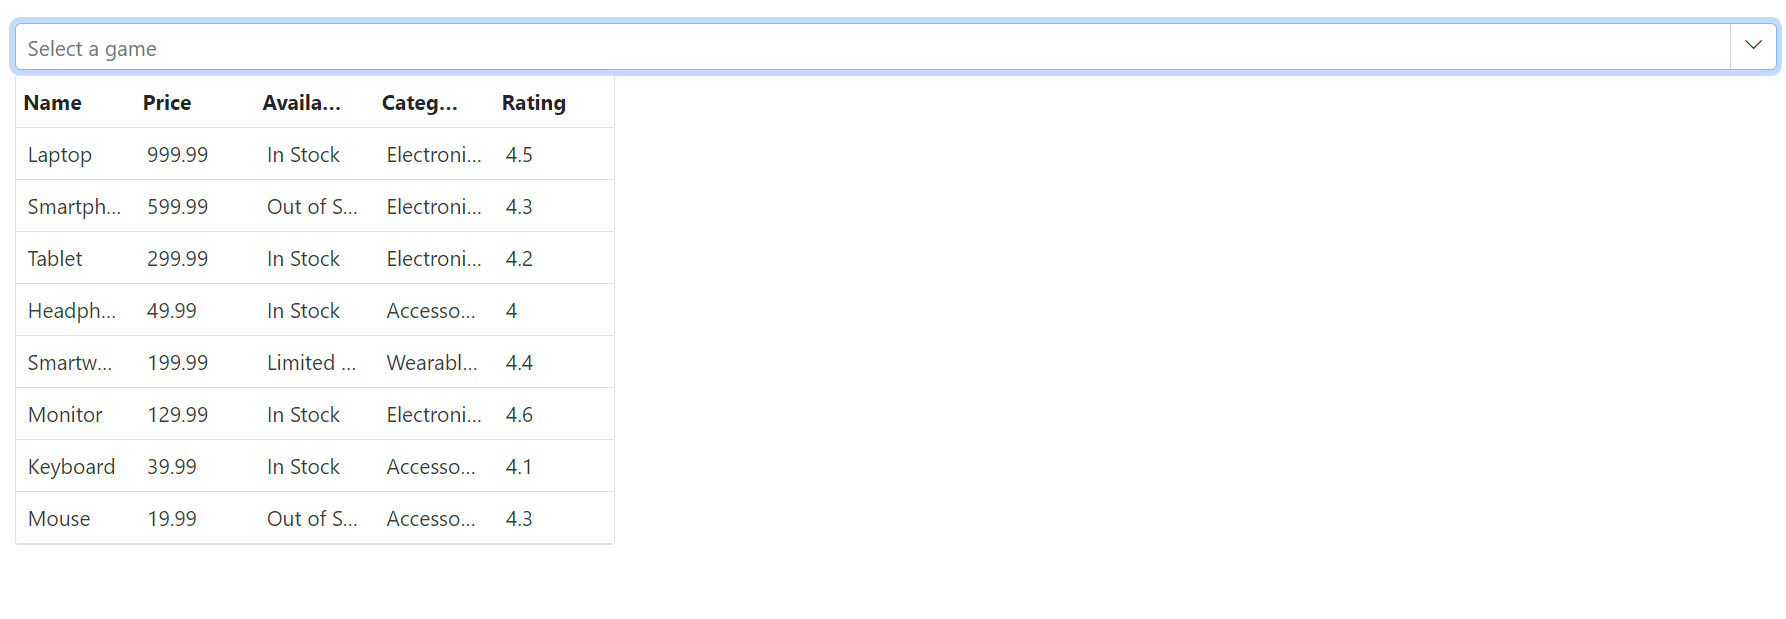 Select a game
Name Price Availa... Categ... Rating
Laptop 999.99 In Stock Electroni... 4.5
Smartph... 599.99 Out of S... Electroni... 4.3
Tablet 299.99 In Stock Electroni... 4.2
Headph... 49.99 In Stock Accesso... 4
Smartw... 199.99 Limited ... Wearabl... 4.4
Monitor 129.99 In Stock Electroni... 4.6
Keyboard 39.99 In Stock Accesso... 4.1
Mouse 19.99 Out of S... Accesso... 4.3